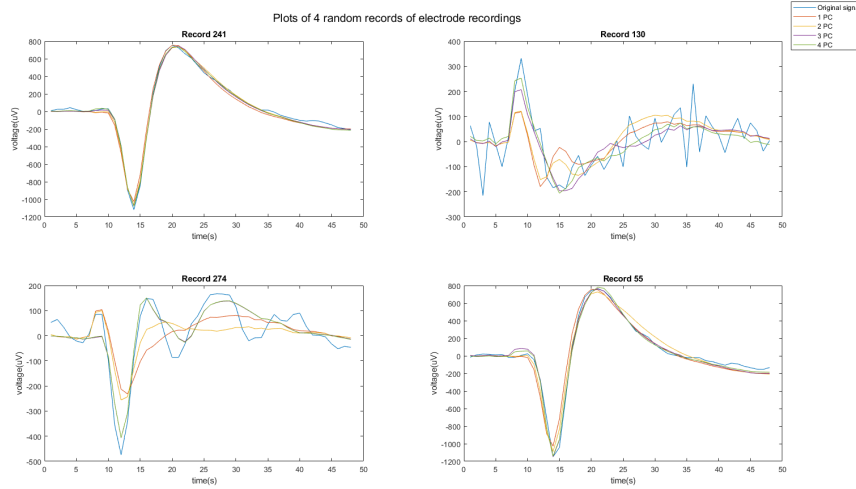 Plots of 4 random records of electrode recordings
Original signal
1 PC
2 PC
3 PC
4 PC
Record 241
voltage(uV)
800
600
400
200
0
-200
-400
-600
-800
-1000
-1200
0 5 10 15 20 25 30 35 40 45 50
time(s)
Record 130
voltage(uV)
400
300
200
100
0
-100
-200
-300
0 5 10 15 20 25 30 35 40 45 50
time(s)
Record 274
voltage(uV)
200
100
0
-100
-200
-300
-400
-500
0 5 10 15 20 25 30 35 40 45 50
time(s)
Record 55
voltage(uV)
800
600
400
200
0
-200
-400
-600
-800
-1000
-1200
0 5 10 15 20 25 30 35 40 45 50
time(s)